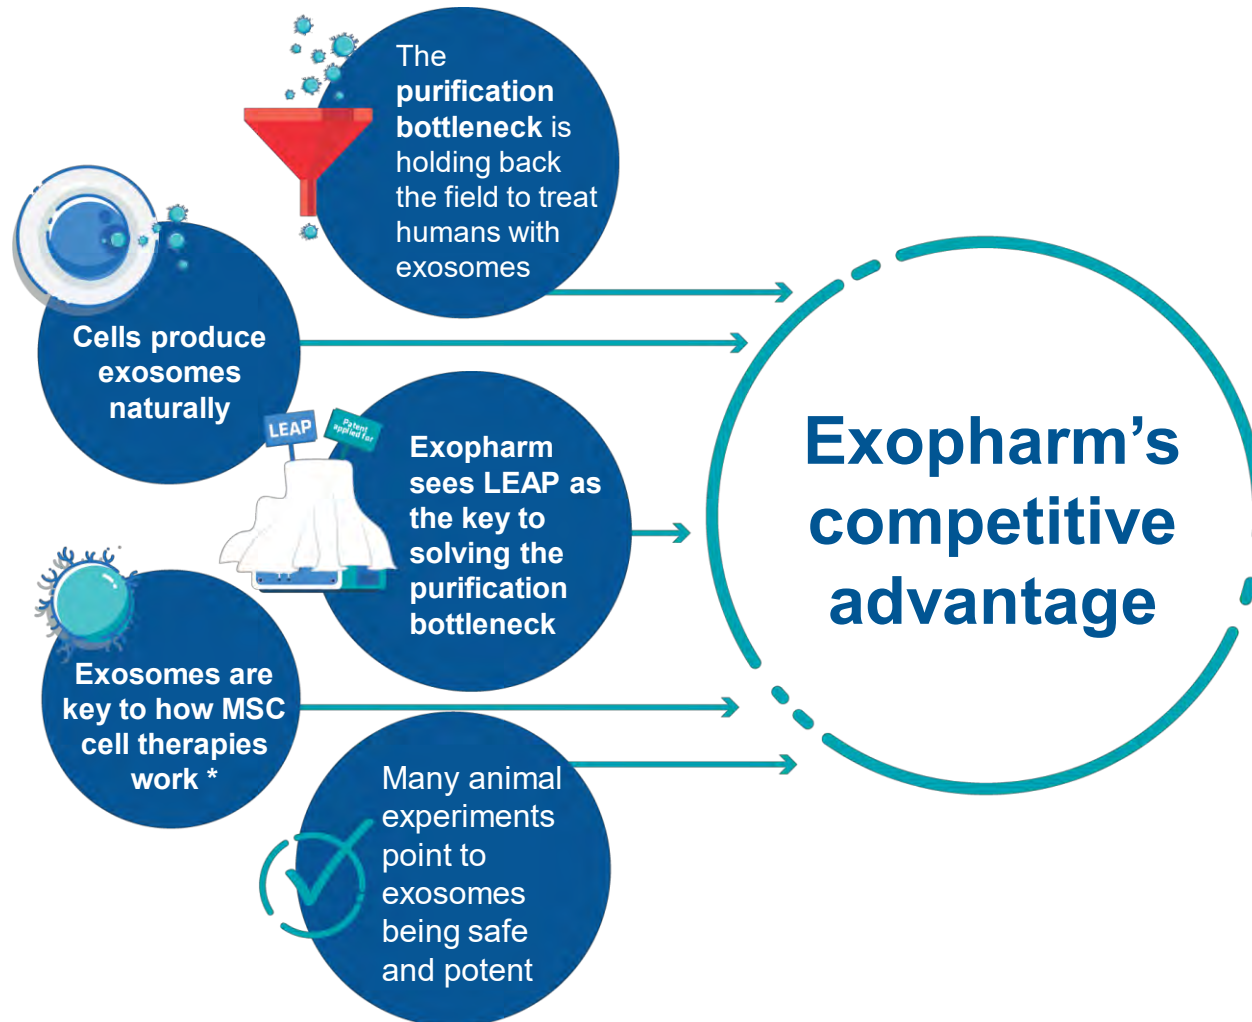 The
purification
bottleneck is
holding back
the field to treat
humans with
exosomes
Cells produce
exosomes
naturally
LEAP
Patent
applied for
Exopharm
sees LEAP as
the key to
solving the
purification
bottleneck
Exosomes are
key to how MSC
cell therapies
work *
Many animal
experiments
point to
exosomes
being safe
and potent
Exopharm’s
competitive
advantage